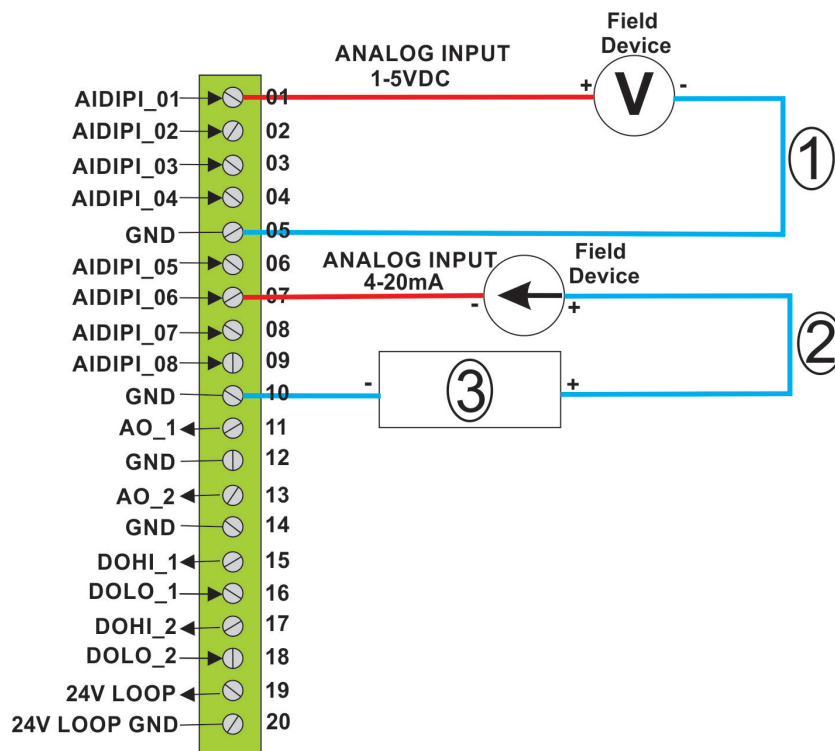 ANALOG INPUT
1-5VDC
Field
Device
+
V
-
1
AIDIPI_01 01
AIDIPI_02 02
AIDIPI_03 03
AIDIPI_04 04
GND 05
AIDIPI_05 06
ANALOG INPUT
4-20mA
Field
Device
-
+
2
AIDIPI_06 07
AIDIPI_07 08
AIDIPI_08 09
-
3
+
GND 10
AO_1 11
GND 12
AO_2 13
GND 14
DOHI_1 15
DOLO_1 16
DOHI_2 17
DOLO_2 18
24V LOOP 19
24V LOOP GND 20